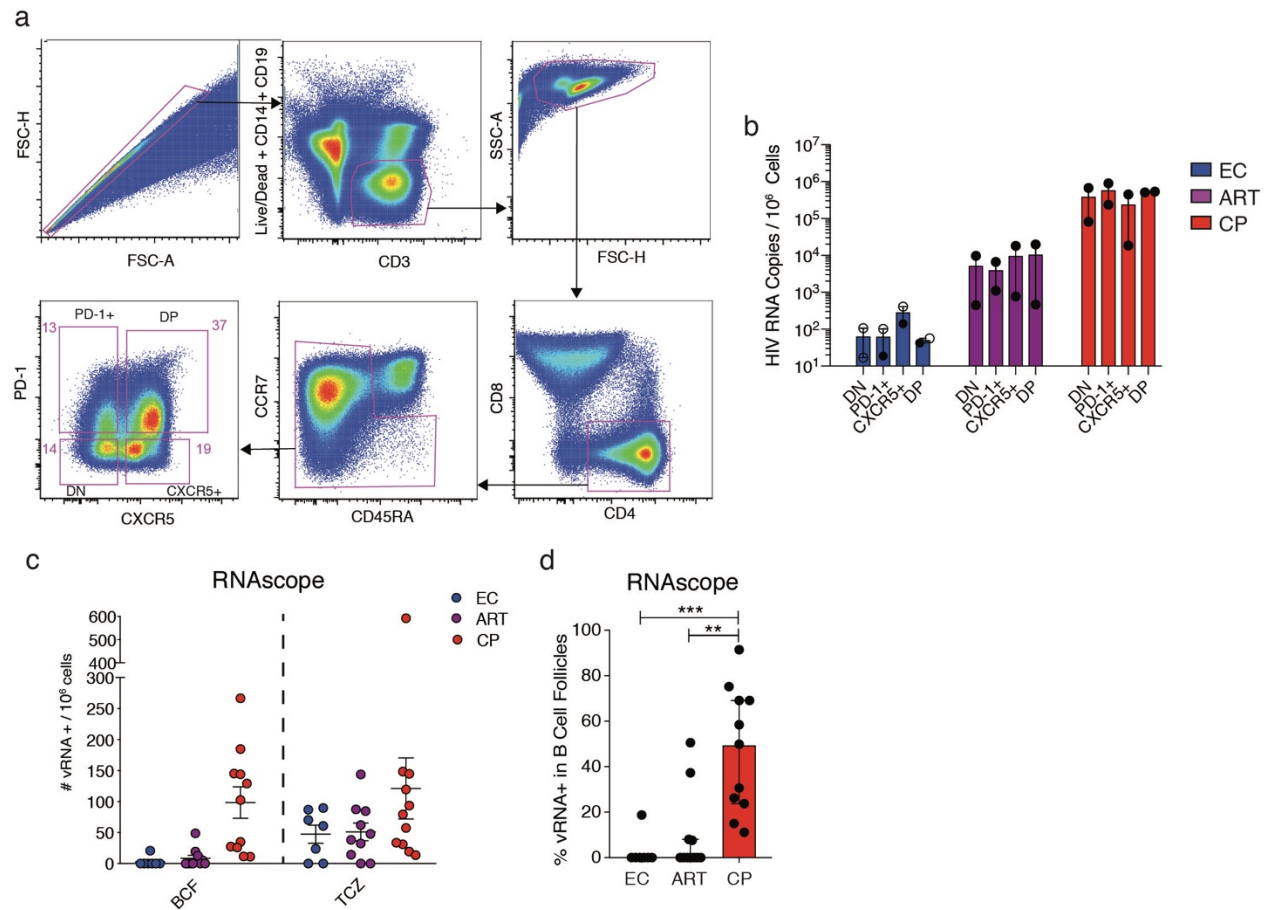 a
FSC-H
FSC-A
Live/Dead + CD14 + CD19
CD3
SSC-A
FSC-H
PD-1
PD-1+
DP
13
37
14
19
DN
CXCR5+
CXCR5
CCR7
CD45RA
CD8
CD4
b
HIV RNA Copies / 10⁶ Cells
10⁷
10⁶
10⁵
10⁴
10³
10²
10¹
DN
PD-1+
CXCR5+
DP
DN
PD-1+
CXCR5+
DP
DN
PD-1+
CXCR5+
DP
EC
ART
CP
c
RNAscope
EC
ART
CP
# vRNA + / 10⁶ cells
600
500
400
300
250
200
150
100
50
0
BCF
TCZ
d
RNAscope
***
**
% vRNA+ in B Cell Follicles
100
80
60
40
20
0
EC
ART
CP